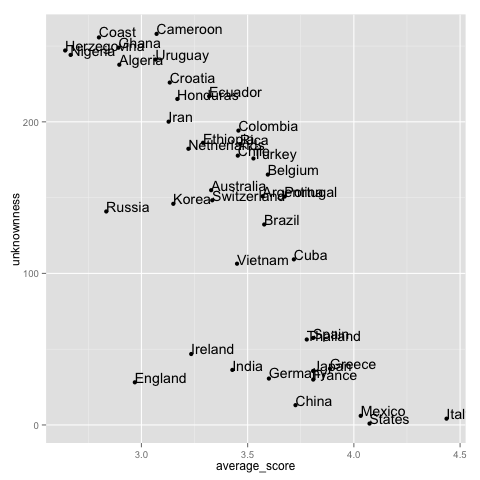 Coast
Cameroon
Herzegovina
Ghana
Nigeria
Algeria
Uruguay
Croatia
Honduras
Ecuador
200
Iran
Colombia
Ethiopia
Rica
Netherlands
Chile
Turkey
Belgium
Australia
Argentina
Portugal
Switzerland
Korea
Russia
Brazil
unknownness
Vietnam
Cuba
100
Spain
Thailand
Ireland
Greece
Japan
India
Germany
France
England
China
Mexico
States
Ital
0
3.0
3.5
4.0
4.5
average_score